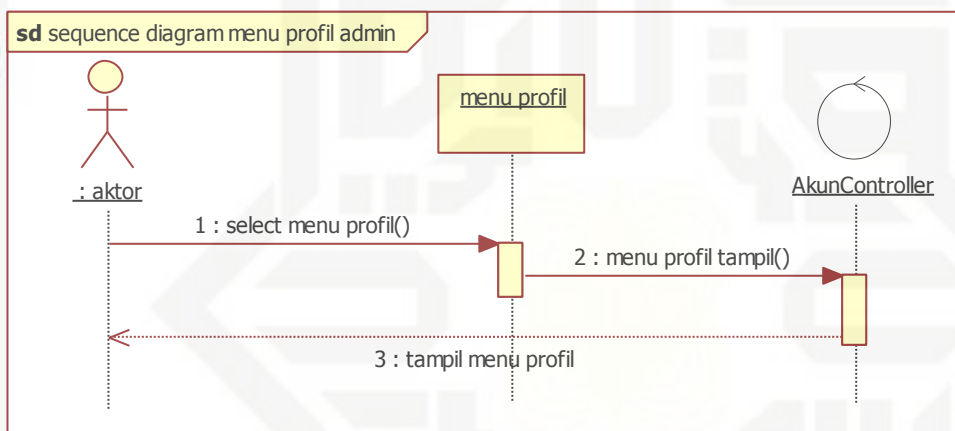 sd sequence diagram menu profil admin
menu profil
: aktor
AkunController
1 : select menu profil()
2 : menu profil tampil()
3 : tampil menu profil